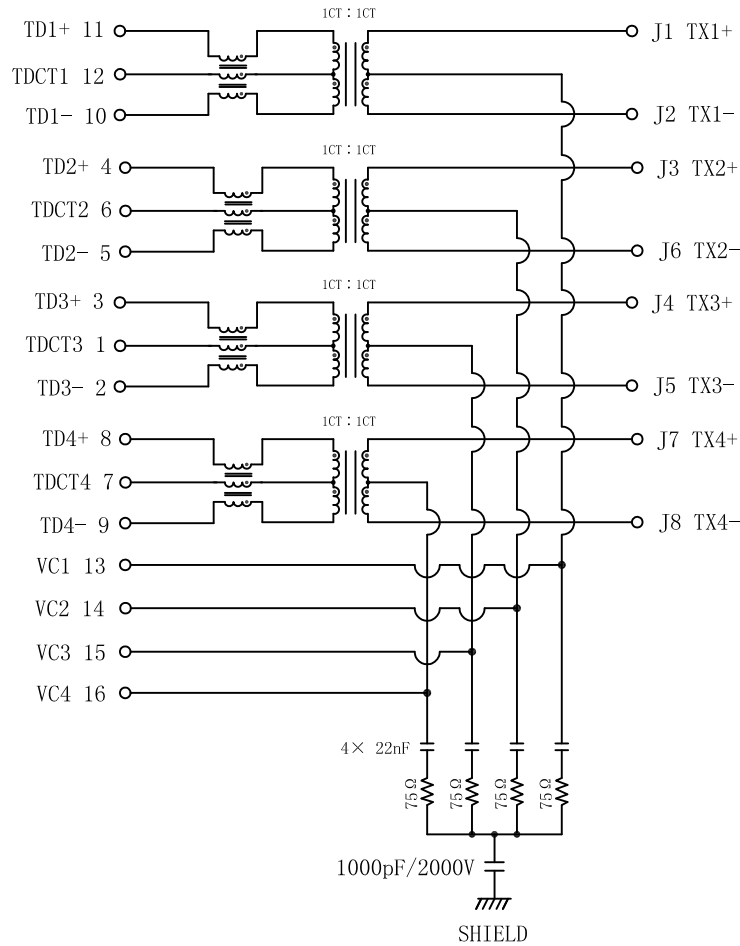 1CT : 1CT
TD1+ 11
J1 TX1+
TDCT1 12
TD1- 10
J2 TX1-
1CT : 1CT
TD2+ 4
J3 TX2+
TDCT2 6
TD2- 5
J6 TX2-
1CT : 1CT
TD3+ 3
J4 TX3+
TDCT3 1
TD3- 2
J5 TX3-
1CT : 1CT
TD4+ 8
J7 TX4+
TDCT4 7
TD4- 9
J8 TX4-
VC1 13
VC2 14
VC3 15
VC4 16
4× 22nF
75Ω 75Ω 75Ω 75Ω
1000pF/2000V
SHIELD